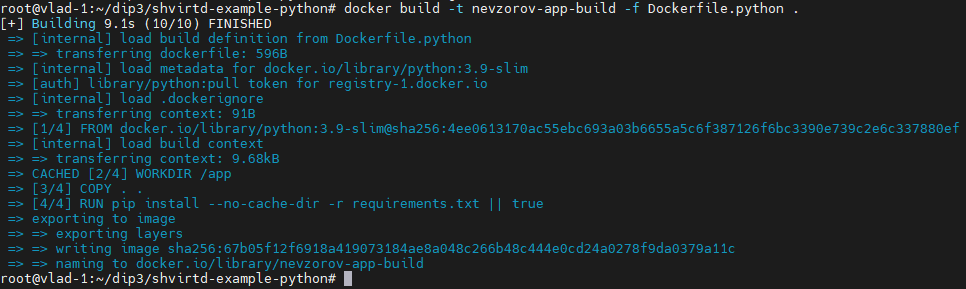 root@vlad-1:~/dip3/shvirtd-example-python# docker build -t nevzorov-app-build -f Dockerfile.python .
[+] Building 9.1s (10/10) FINISHED
=> [internal] load build definition from Dockerfile.python
=> => transferring dockerfile: 596B
=> [internal] load metadata for docker.io/library/python:3.9-slim
=> [auth] library/python:pull token for registry-1.docker.io
=> [internal] load .dockerignore
=> => transferring context: 91B
=> [1/4] FROM docker.io/library/python:3.9-slim@sha256:4ee0613170ac55ebc693a03b6655a5c6f387126f6bc3390e739c2e6c337880ef
=> [internal] load build context
=> => transferring context: 9.68kB
=> CACHED [2/4] WORKDIR /app
=> [3/4] COPY . .
=> [4/4] RUN pip install --no-cache-dir -r requirements.txt || true
=> exporting to image
=> => exporting layers
=> => writing image sha256:67b05f12f6918a419073184ae8a048c266b48c444e0cd24a0278f9da0379a11c
=> => naming to docker.io/library/nevzorov-app-build
root@vlad-1:~/dip3/shvirtd-example-python#